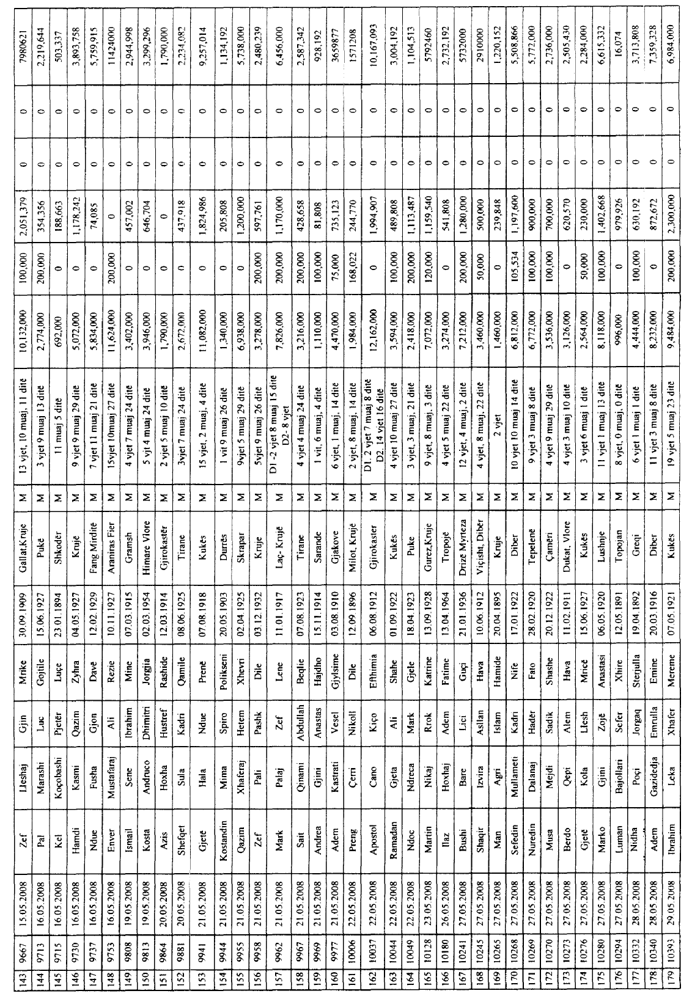 143 9667 15.05.2008 Zef Lleshaj Gjin Mrike 30.09.1909 Gallat,Kruje M 13 vjet, 10 muaj, 11 ditë 10,132,000 100,000 2,051,379 0 0 7980621
144 9713 16.05.2008 Pal Marashi Luc Gojtile 15.06.1927 Pukë M 3 vjet 9 muaj 13 ditë 2,774,000 200,000 354,356 0 0 2,219,644
145 9715 16.05.2008 Kel Koçobashi Pjetër Luçe 23 01.1894 Shkodër M 11 muaj 5 ditë 692,000 0 188,663 0 0 503,337
146 9730 16.05.2008 Hamdi Kasmi Qazim Zyhra 04.05.1927 Krujë M 9 vjet 9 muaj 29 ditë 5,072,000 0 1,178,242 0 0 3,893,758
147 9737 16.05.2008 Ndue Fusha Gjon Davë 12.02.1929 Fang Mirditë M 7 vjet 11 muaj 21 ditë 5,834,000 0 74,085 0 0 5,759,915
148 9753 16.05.2008 Enver Mustafaraj Ali Rezie 10.11.1927 Aranitas Fier M 15vjet 10muaj 27 ditë 11,624,000 200,000 0 0 0 11424000
149 9808 19.05.2008 Ismail Sene Ibrahim Mine 07.03.1915 Gramsh M 4 vjet 7 muaj 24 ditë 3,402,000 0 457,002 0 0 2,944,998
150 9813 19.05.2008 Kosta Andruco Dhimitri Jorgjia 02.03.1954 Himare Vlore M 5 vjt 4 muaj 24 ditë 3,946,000 0 646,704 0 0 3,299,296
151 9864 20.05.2008 Azis Hoxha Hustref Rashide 12.03.1914 Gjirokastër M 2 vjet 5 muaj 10 ditë 1,790,000 0 0 0 0 1,790,000
152 9881 20.05.2008 Shefqet Sula Kadri Qamile 08.06.1925 Tirane M 3vjet 7 muaj 24 ditë 2,672,000 0 437,918 0 0 2,234,082
153 9941 21.05.2008 Gjetë Hala Ndue Prenë 07.08.1918 Kukës M 15 vjet, 2 muaj, 4 ditë 11,082,000 0 1,824,986 0 0 9,257,014
154 9944 21.05.2008 Kostandin Mima Spiro Polikseni 20.05.1903 Durrës M 1 vit 9 muaj 26 ditë 1,340,000 0 205,808 0 0 1,134,192
155 9955 21.05.2008 Qazim Xhaferaj Hetem Xhevri 02.04.1925 Skrapar M 9vjet 5 muaj 29 ditë 6,938,000 0 1,200,000 0 0 5,738,000
156 9958 21.05.2008 Zef Pali Pashk Dile 03.12.1932 Kruje M 5vjet 9 muaj 26 ditë 3,278,000 200,000 597,761 0 0 2,480,239
157 9962 21.05.2008 Mark Palaj Zef Lene 11.01.1917 Laç- Krujë M D1 -2 vjet 8 muaj 15 ditë 7,826,000 200,000 1,170,000 0 0 6,456,000
D2- 8 vjet
158 9967 21.05.2008 Sait Qinami Abdullah Beqlie 07.08.1923 Tirane M 4 vjet 4 muaj 24 ditë 3,216,000 200,000 428,658 0 0 2,587,342
159 9969 21.05.2008 Andrea Gjini Anastas Hajdho 15.11.1914 Sarande M 1 vit, 6 muaj, 4 ditë 1,110,000 100,000 81,808 0 0 928,192
160 9977 21.05.2008 Adem Kastrati Vesel Gjylsime 03.08.1910 Gjakove M 6 vjet, 1 muaj, 14 ditë 4,470,000 75,000 735,123 0 0 3659877
161 10006 22.05.2008 Preng Çerri Nikoll Dile 12.09.1896 Milot, Krujë M 2 vjet, 8 muaj, 14 ditë 1,984,000 168,022 244,770 0 0 1571208
162 10037 22.05.2008 Apostol Cano Kiço Efthimia 06.08.1912 Gjirokaster M D1. 2 vjet 7 muaj 8 ditë 12,162,000 0 1,994,907 0 0 10,167,093
D2. 14 vjet 16 ditë
163 10044 22.05.2008 Ramadan Gjeta Ali Shahe 01.09.1922 Kukës M 4 vjet 10 muaj 27 ditë 3,594,000 100,000 489,808 0 0 3,004,192
164 10049 22.05.2008 Ndoc Ndreca Mark Gjele 18.04.1923 Puke M 3 vjet, 3 muaj, 21 ditë 2,418,000 200,000 1,113,487 0 0 1,104,513
165 10128 23.05.2008 Martin Nikaj Rrok Katrine 13.09.1928 Gurez,Kruje M 9 vjet, 8 muaj, 3 ditë 7,072,000 120,000 1,159,540 0 0 5792460
166 10180 26.05.2008 Ilaz Hoxhaj Adem Fatime 13.04.1964 Tropojë M 4 vjet 5 muaj 22 ditë 3,274,000 0 541,808 0 0 2,732,192
167 10241 27.05.2008 Bushi Bare Lici Guçi 21.01.1936 Drizë Myrteza M 12 vjet, 4 muaj, 2 ditë 7,212,000 200,000 1,280,000 0 0 5732000
168 10245 27.05.2008 Shaqir Izvira Asllan Hava 10.06.1912 Viçisht, Dibër M 4 vjet, 8 muaj, 22 ditë 3,460,000 50,000 500,000 0 0 2910000
169 10265 27.05.2008 Man Agri Islam Hamide 20.04.1895 Kruje M 2 vjet 1,460,000 0 239,848 0 0 1,220,152
170 10268 27.05.2008 Sefedin Mullameti Kadri Nife 17.01.1922 Diber M 10 vjet 10 muaj 14 ditë 6,812,000 105,534 1,197,600 0 0 5,508,866
171 10269 27.05.2008 Nuredin Dalanaj Hadër Fato 28.02.1920 Tepelenë M 9 vjet 3 muaj 8 ditë 6,772,000 100,000 900,000 0 0 5,772,000
172 10270 27.05.2008 Musa Mejdi Sadik Shashe 20.12.1922 Çamëri M 4 vjet 9 muaj 29 ditë 3,536,000 100,000 700,000 0 0 2,736,000
173 10273 27.05.2008 Berdo Qepi Alem Hava 11.02.1911 Dukat, Vlore M 4 vjet 3 muaj 10 ditë 3,126,000 0 620,570 0 0 2,505,430
174 10276 27.05.2008 Gjetë Kola Llesh Mricë 15.06.1927 Kukës M 3 vjet 6 muaj 1 ditë 2,564,000 50,000 230,000 0 0 2,284,000
175 10280 27.05.2008 Marko Gjini Zojë Anastasi 06.05.1920 Lushnje M 11 vjet 1 muaj 13 ditë 8,118,000 100,000 1,402,668 0 0 6,615,332
176 10294 27.05.2008 Luman Bajollari Sefer Xhire 12.05.1891 Topojan M 8 vjet, 0 muaj, 0 ditë 996,000 0 979,926 0 0 16,074
177 10332 28.05.2008 Nidha Poçi Jorgaq Sterjulla 19.04.1892 Greqi M 6 vjet 1 muaj 1 ditë 4,444,000 100,000 630,192 0 0 3,713,808
178 10340 28.05.2008 Adem Gazidedja Emrulla Emine 20.03.1916 Diber M 11 vjet 3 muaj 8 ditë 8,232,000 0 872,672 0 0 7,359,328
179 10393 29.05.2008 Ibrahim Leka Xhafer Mereme 07.05.1921 Kukës M 19 vjet 5 muaj 23 ditë 9,484,000 200,000 2,300,000 0 0 6,984,000